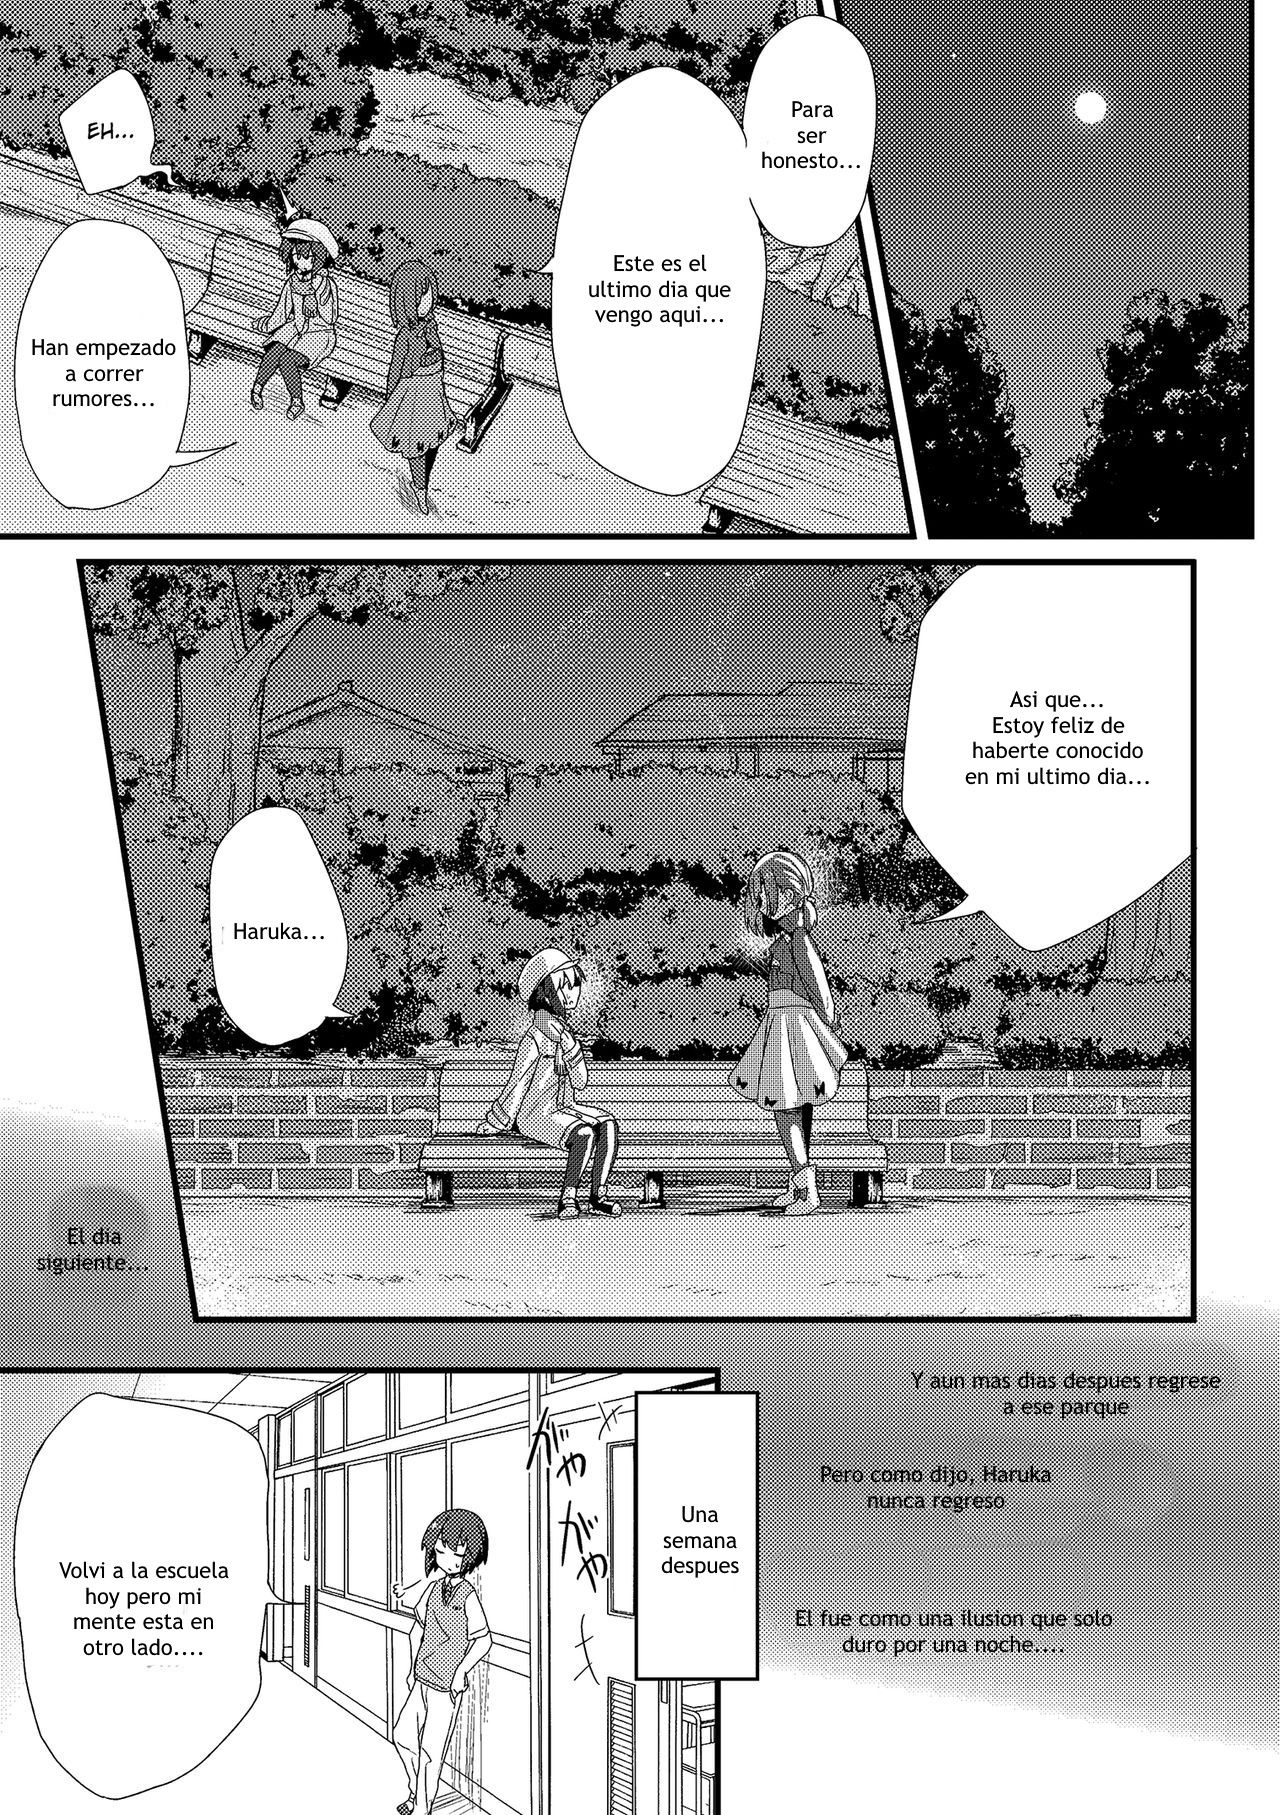 Para
ser
honesto...
Este es el
ultimo dia que
vengo aqui...
EH...
Han empezado
a correr
rumores...
Asi que...
Estoy feliz de
haberte conocido
en mi ultimo dia...
Haruka...
El dia
siguiente...
Y aun mas dias despues regrese
a ese parque
Pero como dijo, Haruka
nunca regreso
El fue como una ilusion que solo
duro por una noche....
Una
semana
despues
ガヤ
ガヤ
Volvi a la escuela
hoy pero mi
mente esta en
otro lado....